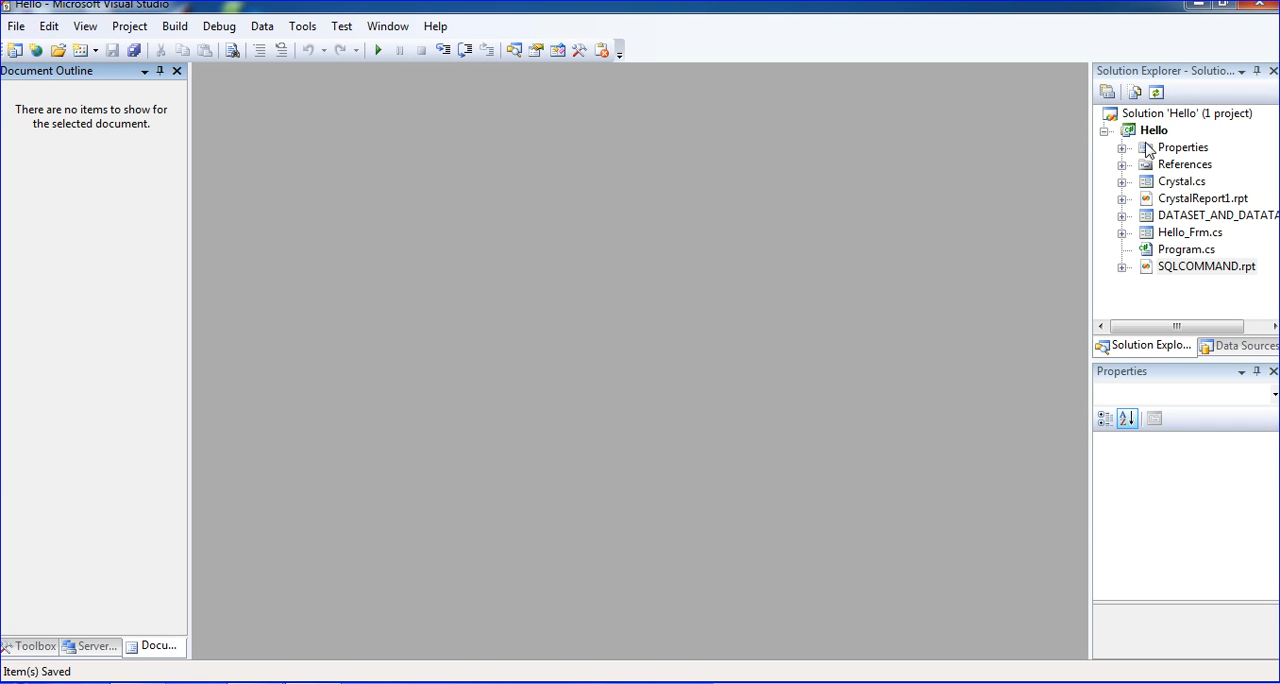 Hello - Microsoft Visual Studio
File Edit View Project Build Debug Data Tools Test Window Help
Document Outline
There are no items to show for
the selected document.
Toolbox Server... Docu...
Item(s) Saved
Solution Explorer - Solutio...
Solution 'Hello' (1 project)
Hello
Properties
References
Crystal.cs
CrystalReport1.rpt
DATASET_AND_DATATA
Hello_Frm.cs
Program.cs
SQLCOMMAND.rpt
Solution Explo... Data Sources
Properties